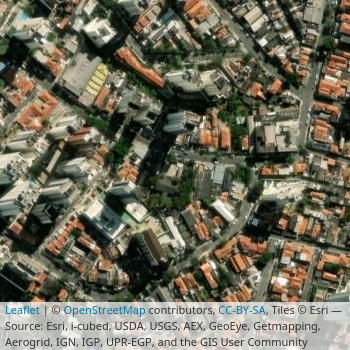 Leaflet | © OpenStreetMap contributors, CC-BY-SA, Tiles © Esri —
Source: Esri, i-cubed, USDA, USGS, AEX, GeoEye, Getmapping,
Aerogrid, IGN, IGP, UPR-EGP, and the GIS User Community